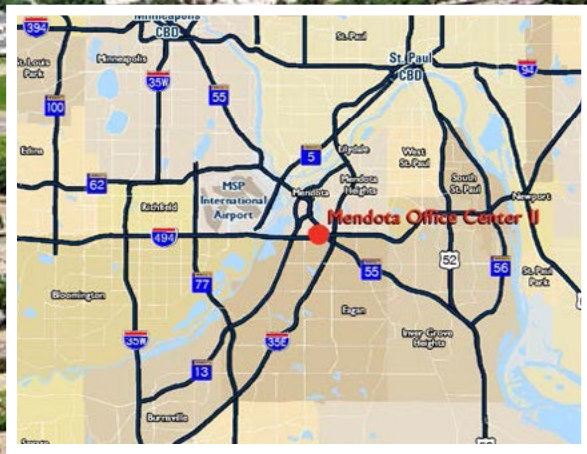 Minneapolis
CBD
394
St. Paul
St. Louis
Park
Minneapolis
St. Paul
CBD
94
35W
55
100
Edina
5
Lilydale
West
St. Paul
62
MSP
International
Airport
Mendota
Mendota
Heights
South
St. Paul
Newport
Richfield
Mendota Office Center II
494
52
56
St. Paul
Park
55
77
Bloomington
Eagan
Inver Grove
Heights
35W
35E
13
Burnsville
Savage